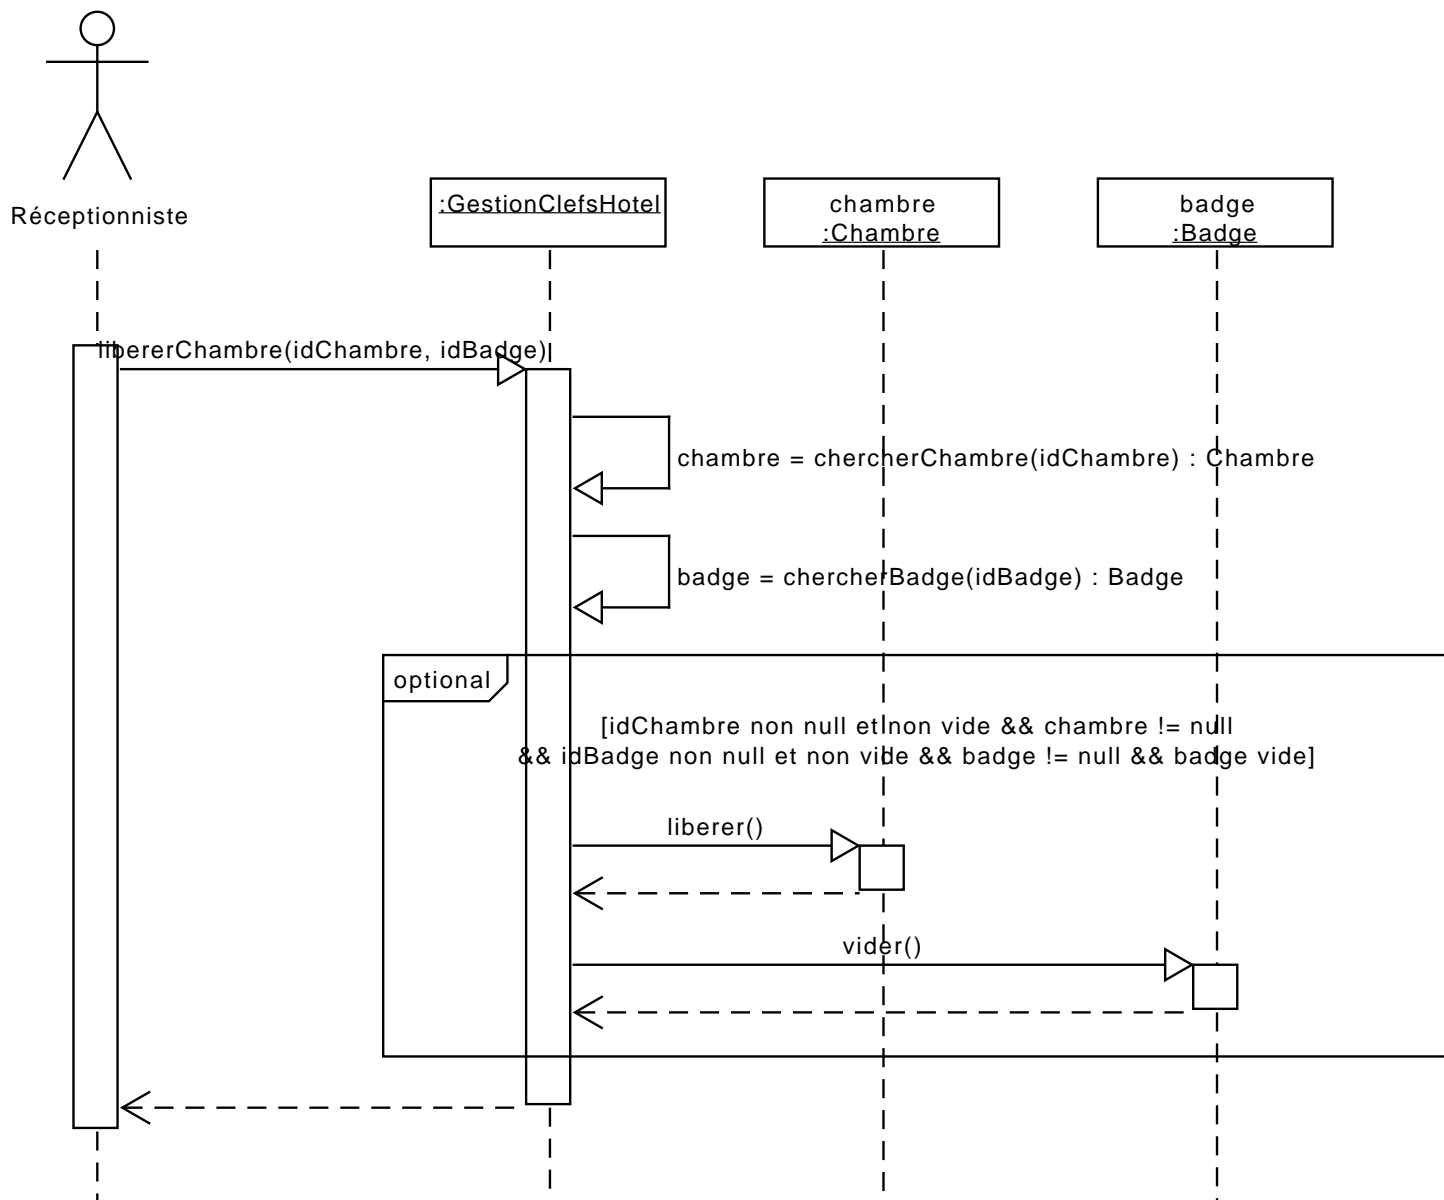 Réceptionniste
:GestionClefsHotel
chambre
:Chambre
badge
:Badge
libererChambre(idChambre, idBadge)
chambre = chercherChambre(idChambre) : Chambre
badge = chercherBadge(idBadge) : Badge
optional
[idChambre non null et non vide && chambre != null
&& idBadge non null et non vide && badge != null && badge vide]
liberer()
vider()